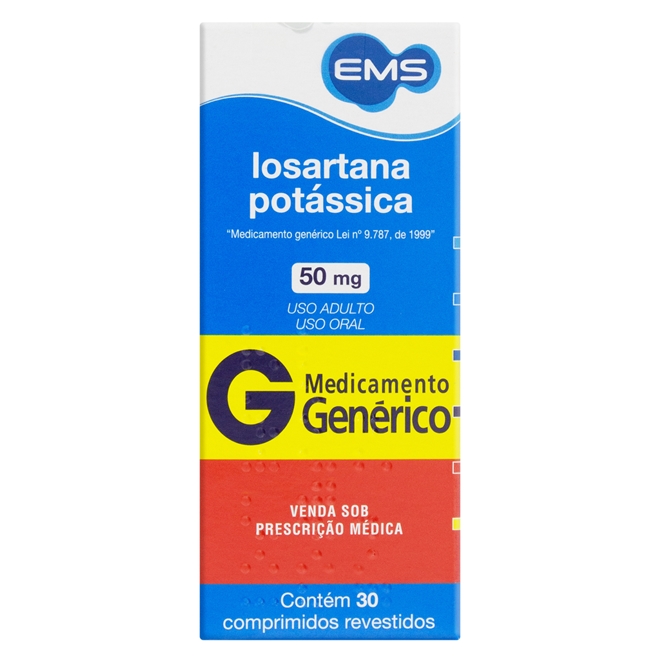 EMS
losartana
potássica
"Medicamento genérico Lei nº 9.787, de 1999"
50 mg
USO ADULTO
USO ORAL
G Medicamento
Genérico
VENDA SOB
PRESCRIÇÃO MÉDICA
Contém 30
comprimidos revestidos